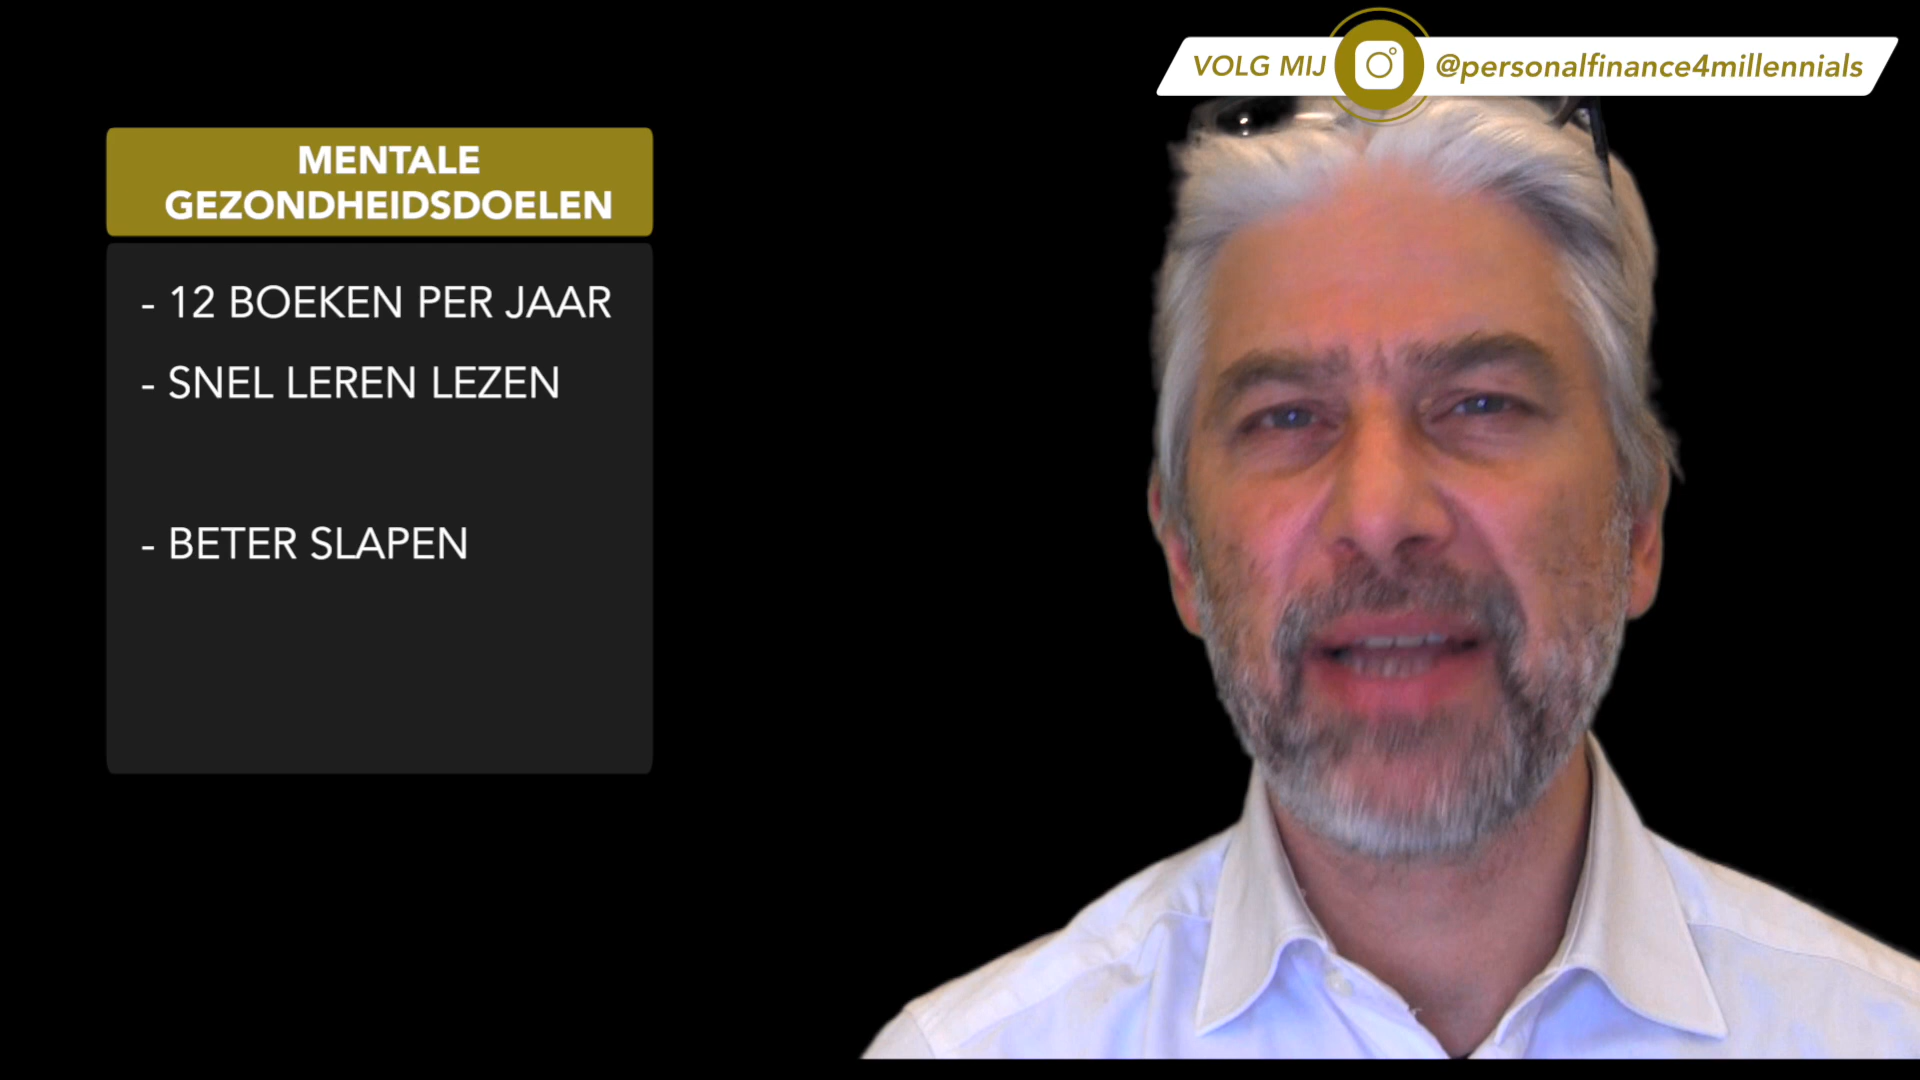 VOLG MIJ @personalfinance4millennials
MENTALE
GEZONDHEIDSDOELEN
- 12 BOEKEN PER JAAR
- SNEL LEREN LEZEN
- BETER SLAPEN